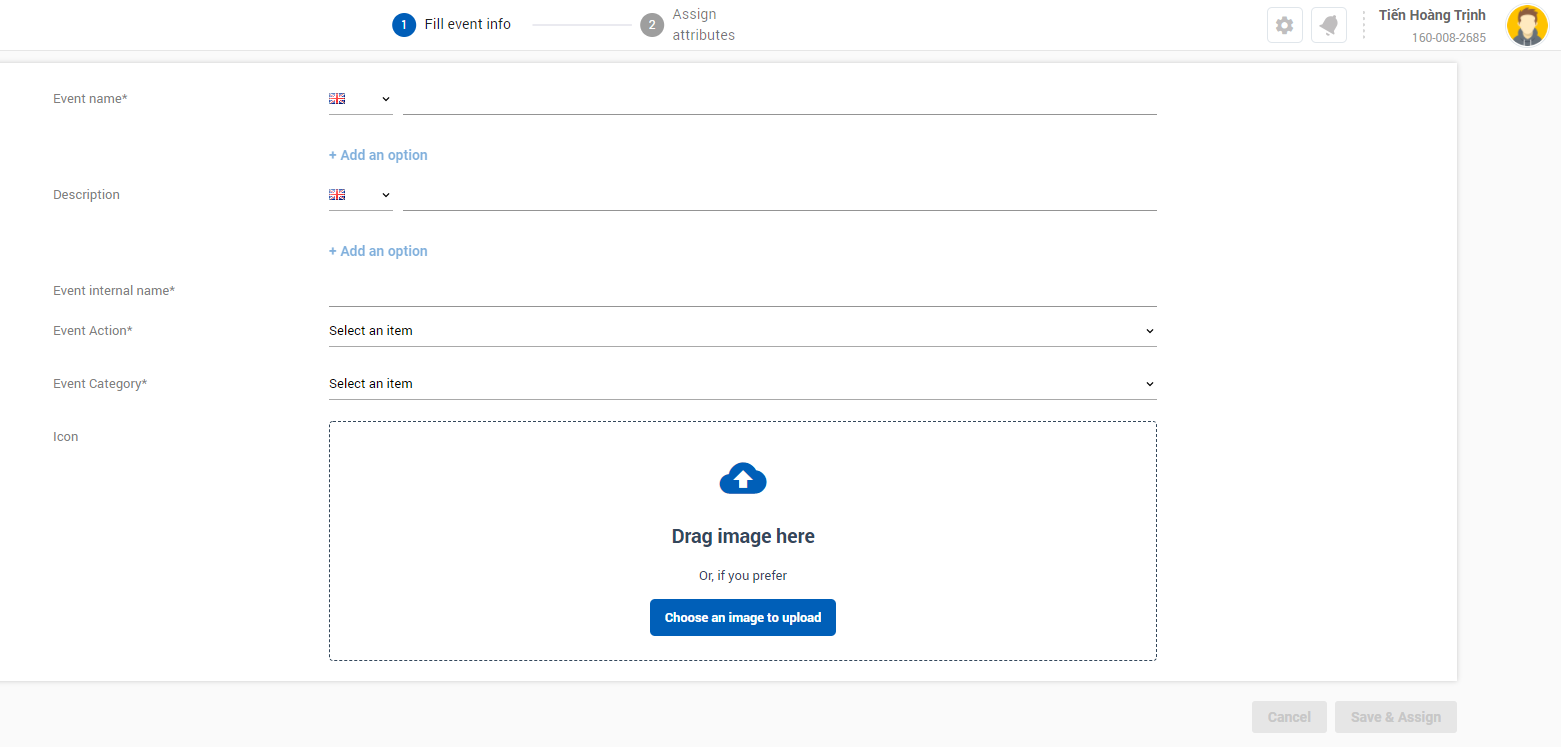 1 Fill event info
2 Assign
attributes
Tiến Hoàng Trịnh
160-008-2685
Event name*
+ Add an option
Description
+ Add an option
Event internal name*
Event Action* Select an item
Event Category* Select an item
Icon
Drag image here
Or, if you prefer
Choose an image to upload
Cancel Save & Assign